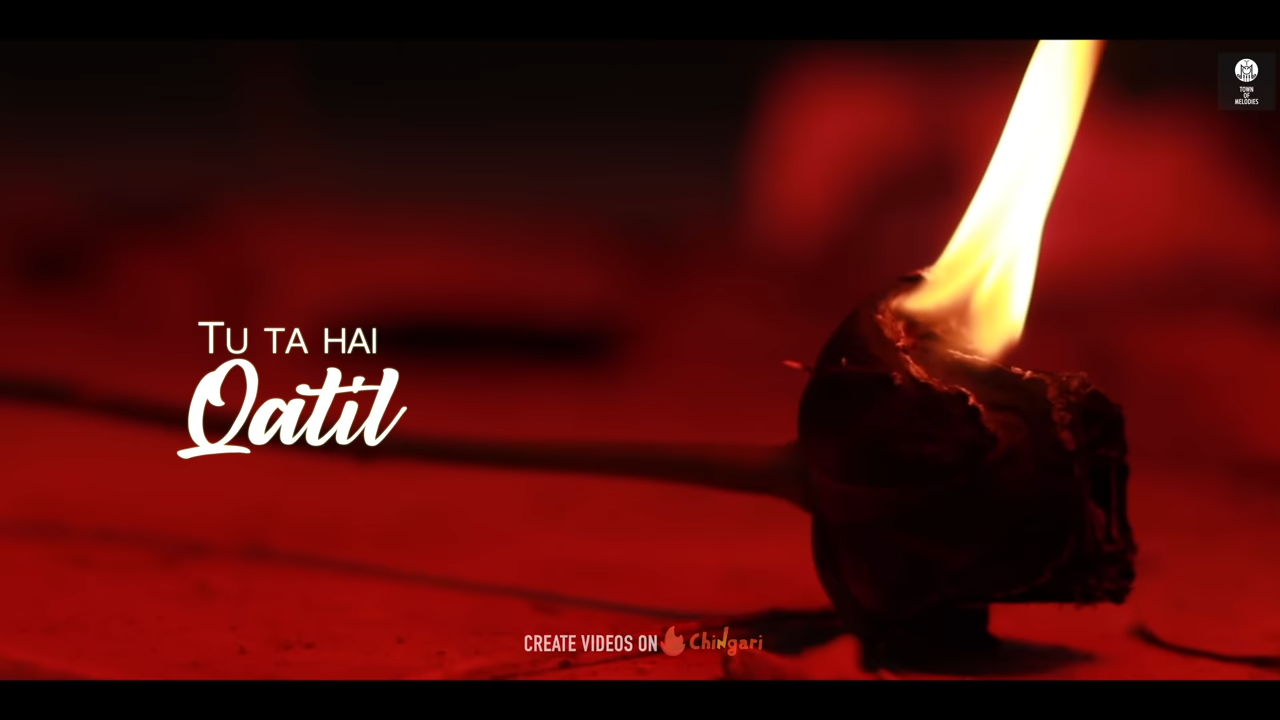 TOWN
OF
MELODIES
TU TA HAI
Qatil
CREATE VIDEOS ON Chingari